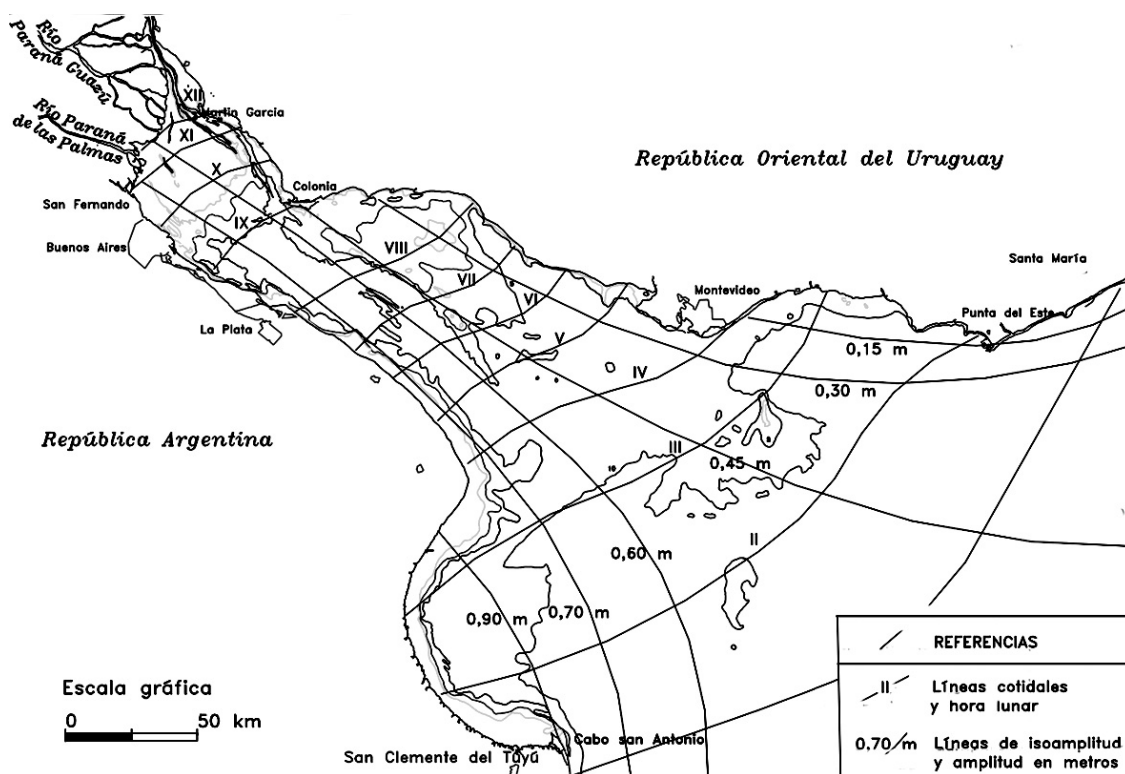 Río
Paraná Guazú
XII
Martin Garcia
Río Paraná
de las Palmas
XI
X
República Oriental del Uruguay
Colonia
San Fernando
IX
Buenos Aires
VIII
Santa María
VII
Montevideo
VI
Punta del Este
La Plata
V
0,15 m
IV
0,30 m
República Argentina
III
0,45 m
10
II
0,60 m
0,90 m
0,70 m
REFERENCIAS
Escala gráfica
II
Líneas cotidales
y hora lunar
0
50 km
Cabo san Antonio
0,70 m
Líneas de isoamplitud
y amplitud en metros
San Clemente del Tuyú